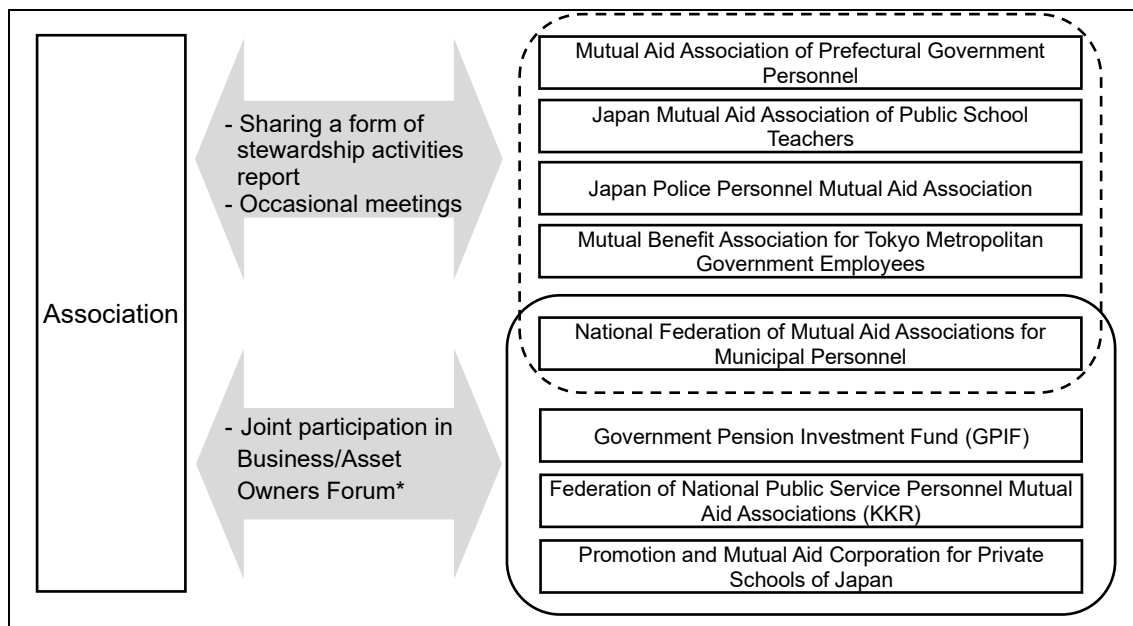 Association
- Sharing a form of
stewardship activities
report
- Occasional meetings
- Joint participation in
Business/Asset
Owners Forum*
Mutual Aid Association of Prefectural Government
Personnel
Japan Mutual Aid Association of Public School
Teachers
Japan Police Personnel Mutual Aid Association
Mutual Benefit Association for Tokyo Metropolitan
Government Employees
National Federation of Mutual Aid Associations for
Municipal Personnel
Government Pension Investment Fund (GPIF)
Federation of National Public Service Personnel Mutual
Aid Associations (KKR)
Promotion and Mutual Aid Corporation for Private
Schools of Japan